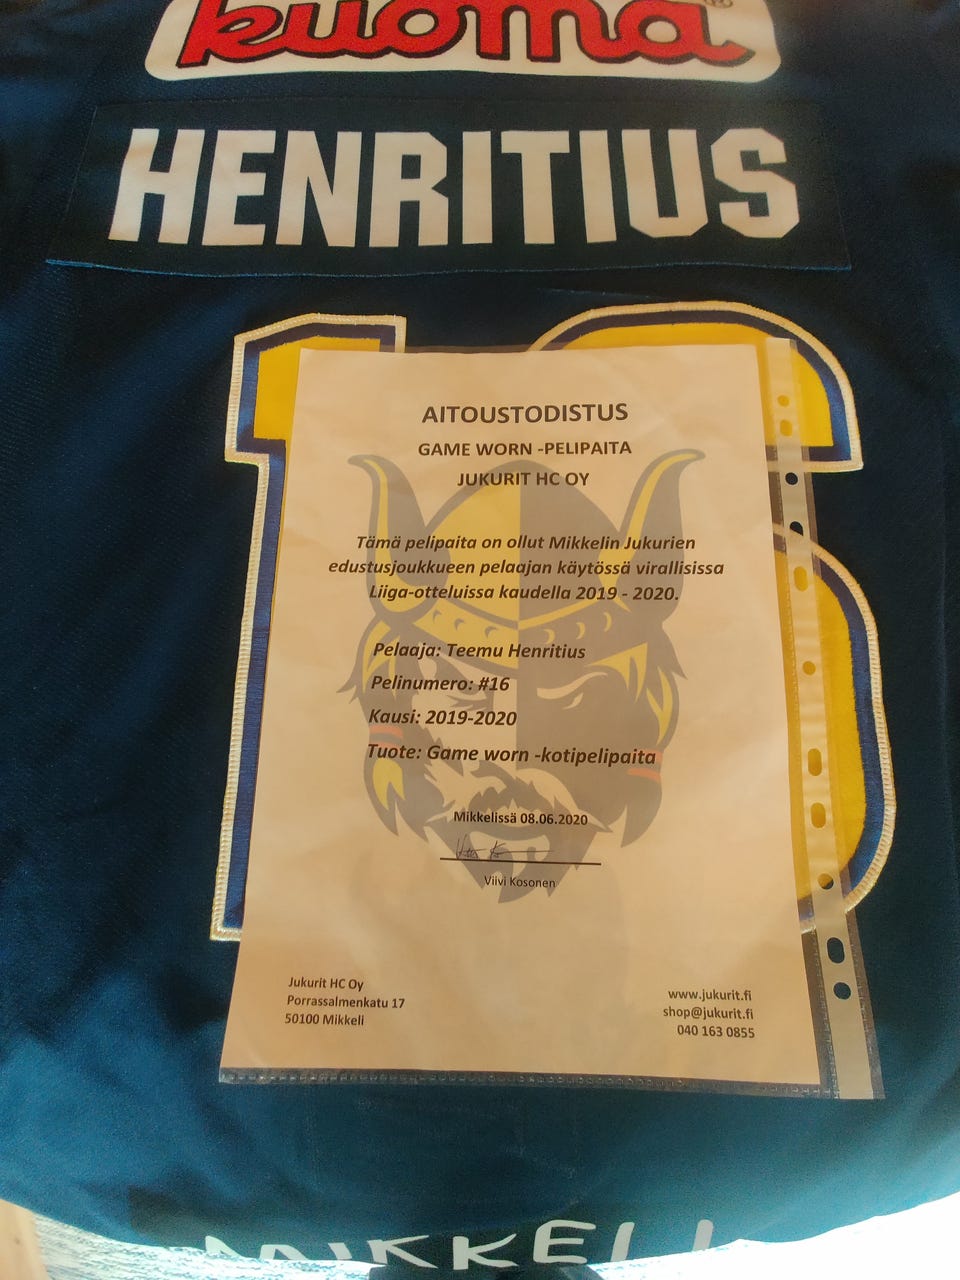 kuoma®
HENRITIUS
16
AITOUSTODISTUS
GAME WORN -PELIPAITA
JUKURIT HC OY
Tämä pelipaita on ollut Mikkelin Jukurien
edustusjoukkueen pelaajan käytössä virallisissa
Liiga-otteluissa kaudella 2019 - 2020.
Pelaaja: Teemu Henritius
Pelinumero: #16
Kausi: 2019-2020
Tuote: Game worn -kotipelipaita
Mikkelissä 08.06.2020
Viivi Kosonen
Jukurit HC Oy
Porrassalmenkatu 17
50100 Mikkeli
www.jukurit.fi
shop@jukurit.fi
040 163 0855
MIKKELI